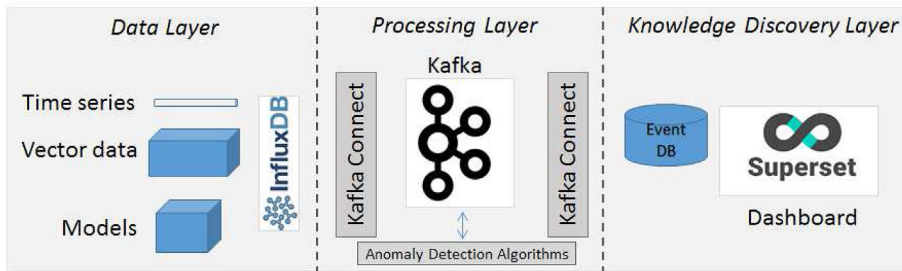 Data Layer
Time series
Vector data
Models
InfluxDB
Processing Layer
Kafka
Kafka Connect
Kafka Connect
Anomaly Detection Algorithms
Knowledge Discovery Layer
Event
DB
Superset
Dashboard